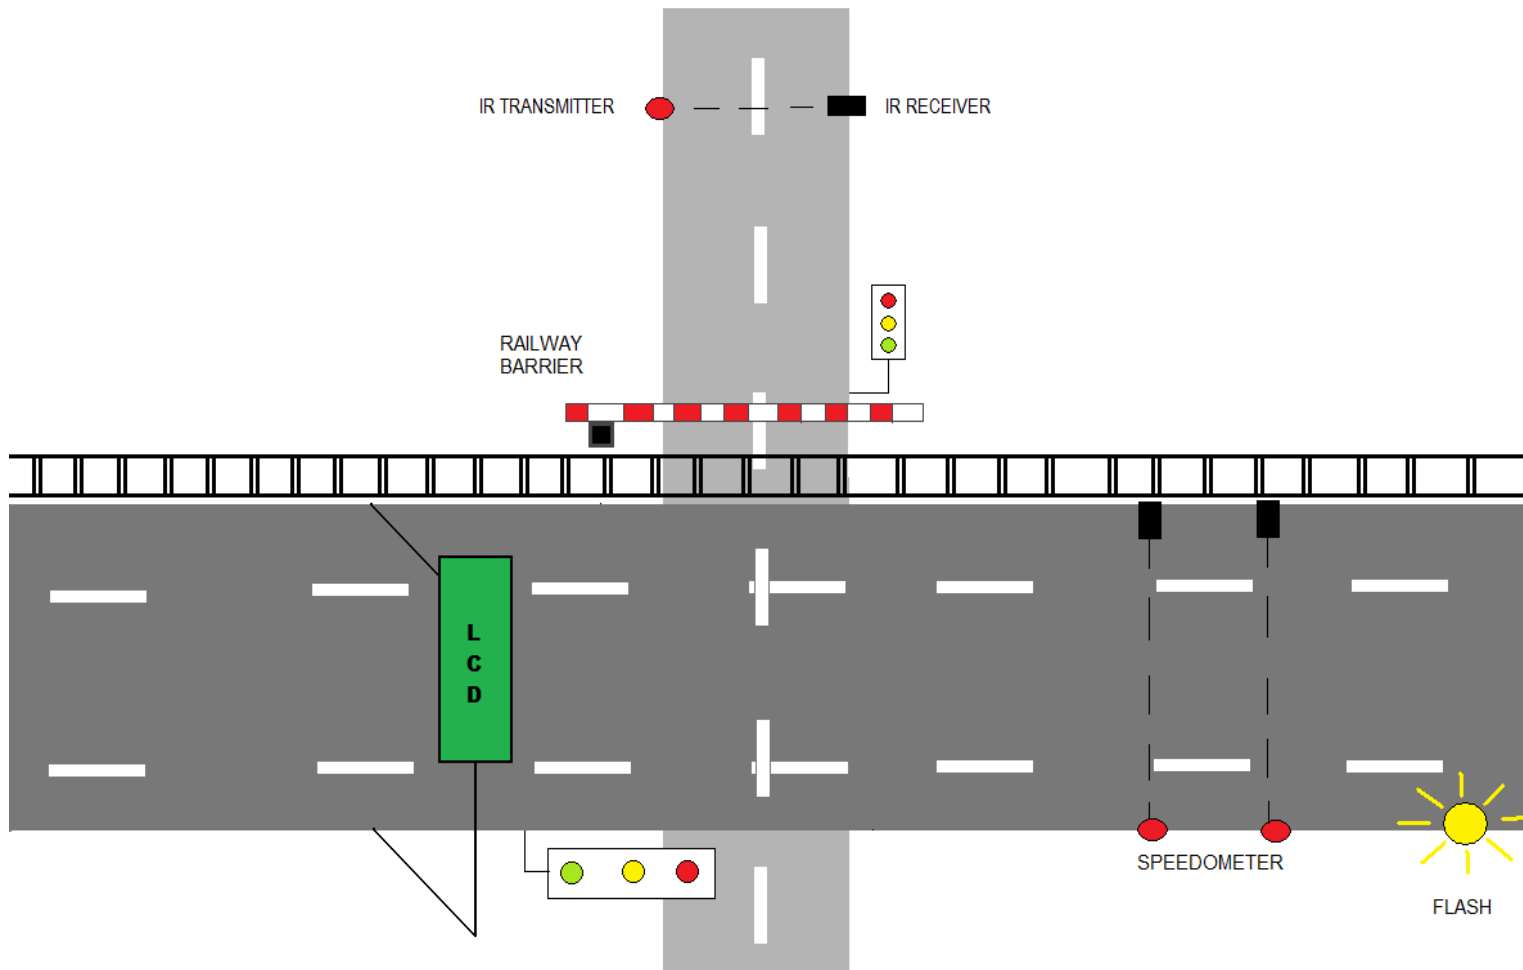 IR TRANSMITTER
IR RECEIVER
RAILWAY
BARRIER
L
C
D
SPEEDOMETER
FLASH